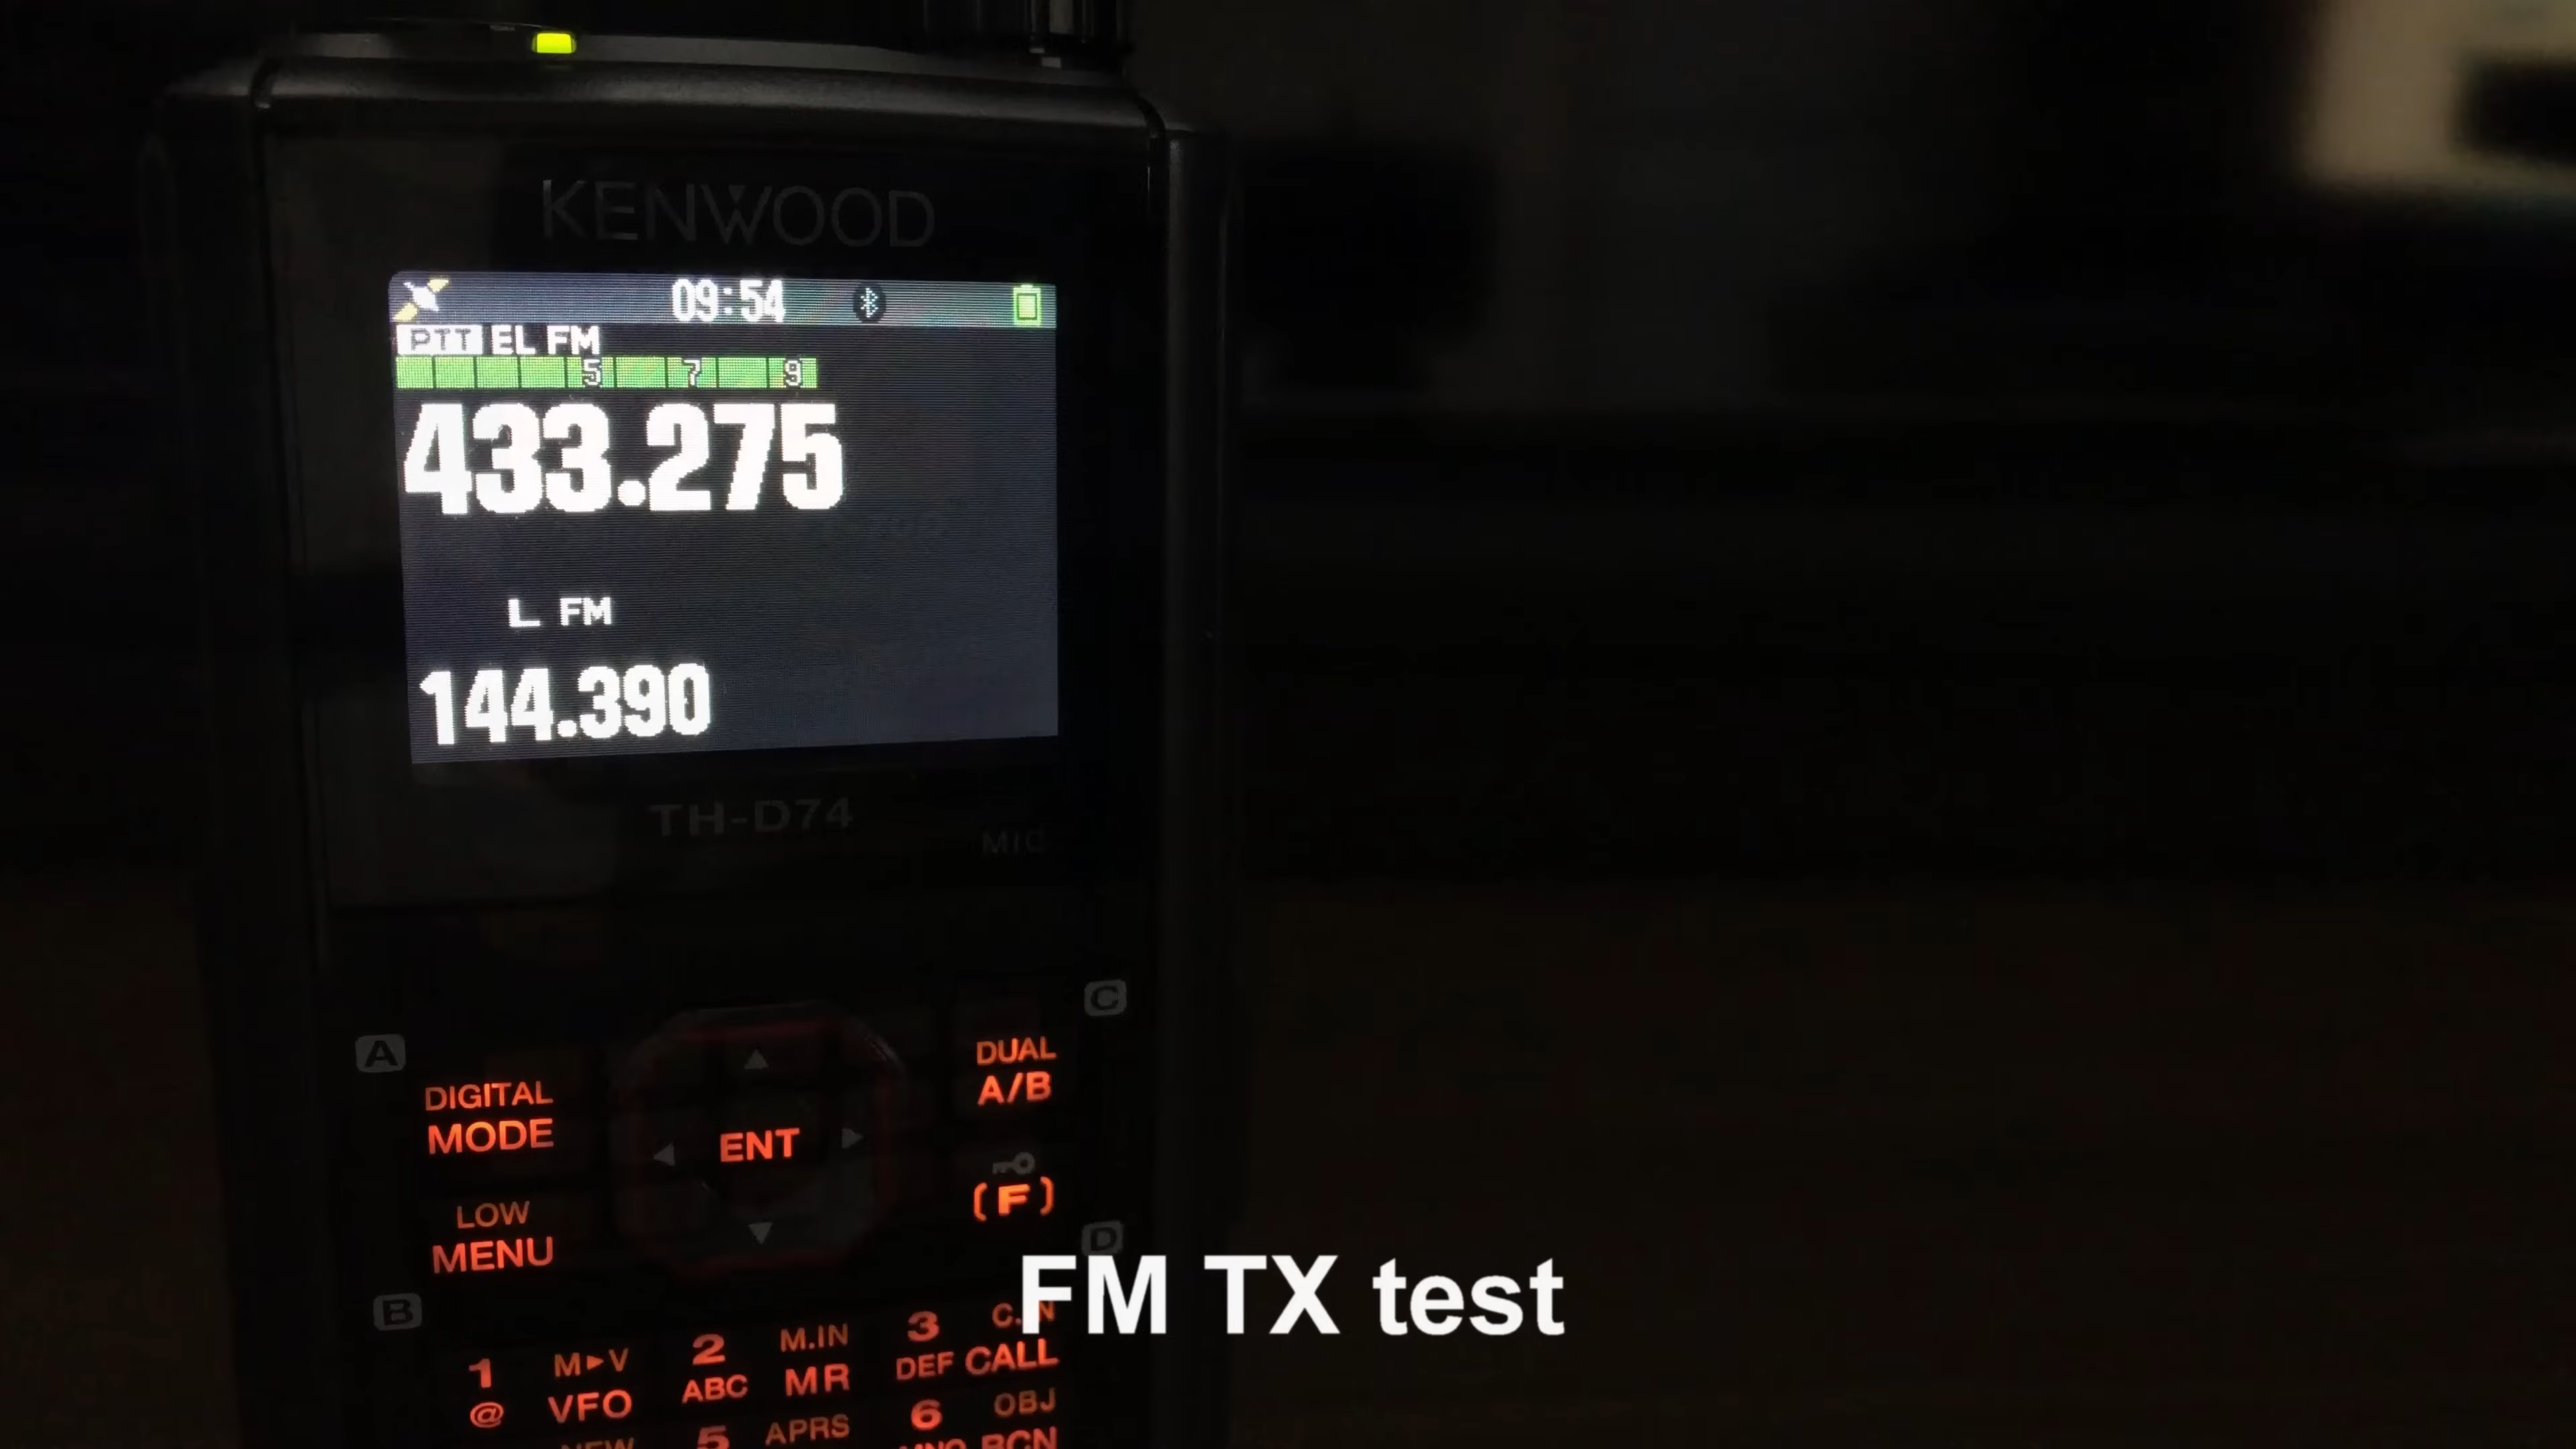 KENWOOD
09:54
PTT EL FM
5 7 9
433.275
L FM
144.390
TH-D74
MIC
C
A
DUAL
A/B
DIGITAL
MODE
ENT
(F)
LOW
MENU
D
B
FM TX test
1 M►V 2 M.IN 3
@ VFO ABC MR DEF CALL
5 APRS 6 OBJ
BCN